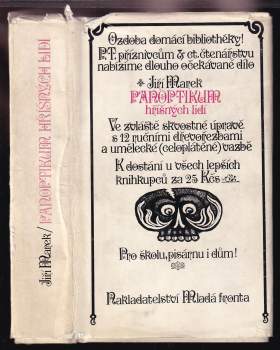 Jiří Marek / PANOPTIKUM HŘÍŠNÝCH LIDÍ
Ozdoba domácí bibliothéky!
P.T. příznivcům & ct. čtenářstvu
nabízíme dlouho očekávané dílo
Jiří Marek
PANOPTIKUM
hříšných lidí
Ve zvláště skvostné úpravě
s 12 ručními dřevořezbami
a umělecké (celoplátěné) vazbě
K dostání u všech lepších
knihkupců za 25 Kčs
Pro školu, písárnu i dům!
Nakladatelství Mladá fronta